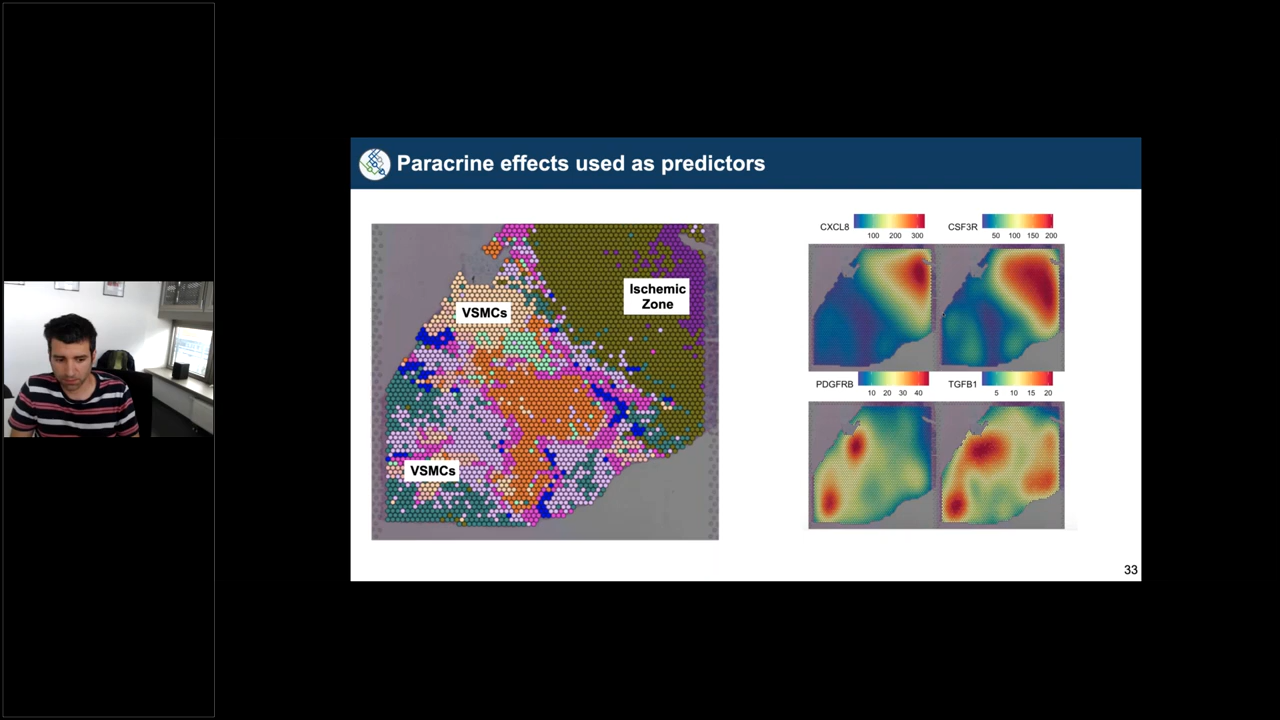 Paracrine effects used as predictors
VSMCs
Ischemic
Zone
VSMCs
CXCL8
100 200 300
CSF3R
50 100 150 200
PDGFRB
10 20 30 40
TGFB1
5 10 15 20
33